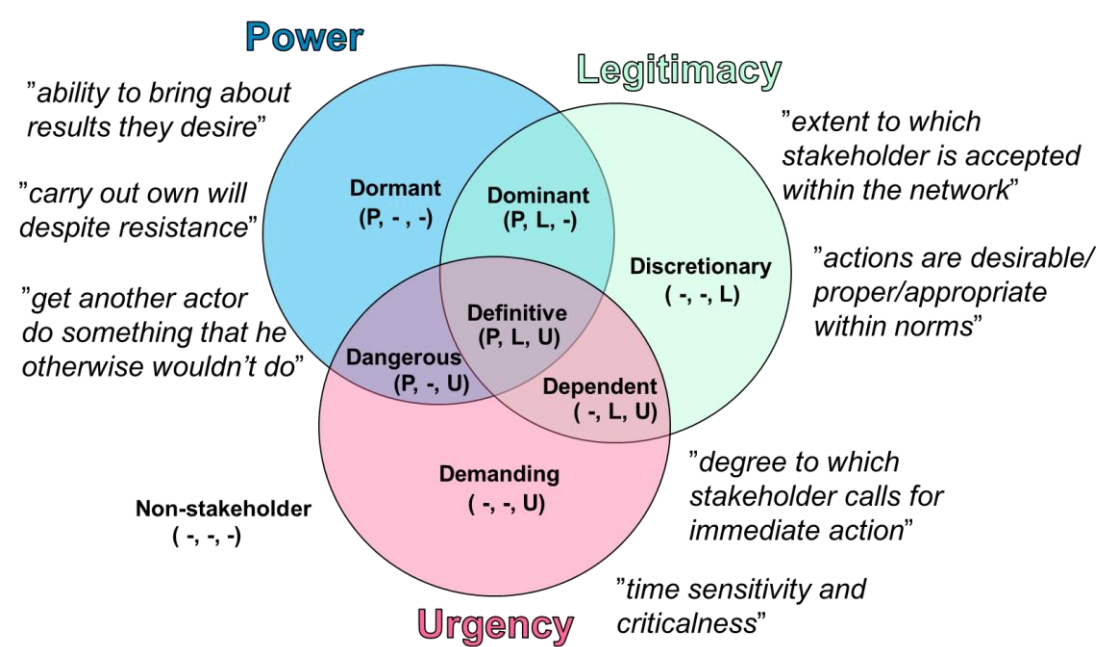 Power
Legitimacy
”ability to bring about
results they desire”
”carry out own will
despite resistance”
”get another actor
do something that he
otherwise wouldn’t do”
”extent to which
stakeholder is accepted
within the network”
”actions are desirable/
proper/appropriate
within norms”
Dormant
(P, - , -)
Dominant
(P, L, -)
Discretionary
( -, -, L)
Definitive
(P, L, U)
Dangerous
(P, -, U)
Dependent
( -, L, U)
Demanding
( -, -, U)
Non-stakeholder
( -, -, -)
”degree to which
stakeholder calls for
immediate action”
”time sensitivity and
criticalness”
Urgency